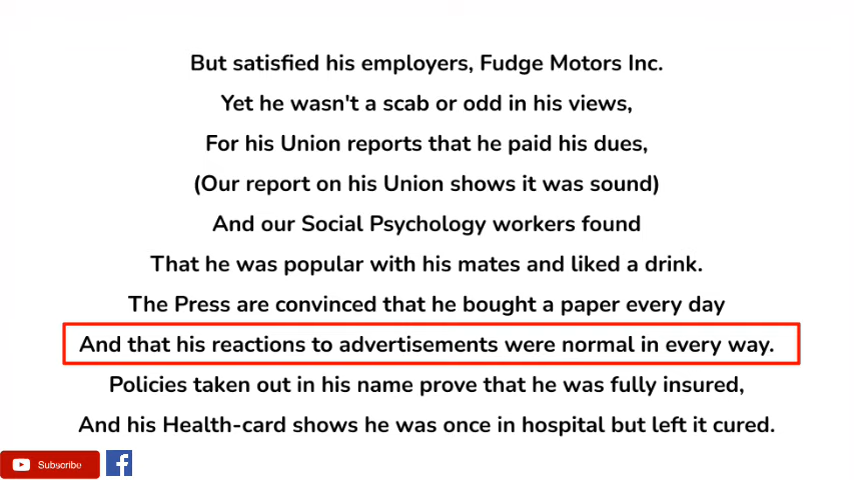 But satisfied his employers, Fudge Motors Inc.
Yet he wasn't a scab or odd in his views,
For his Union reports that he paid his dues,
(Our report on his Union shows it was sound)
And our Social Psychology workers found
That he was popular with his mates and liked a drink.
The Press are convinced that he bought a paper every day
And that his reactions to advertisements were normal in every way.
Policies taken out in his name prove that he was fully insured,
And his Health-card shows he was once in hospital but left it cured.
Subscribe
f